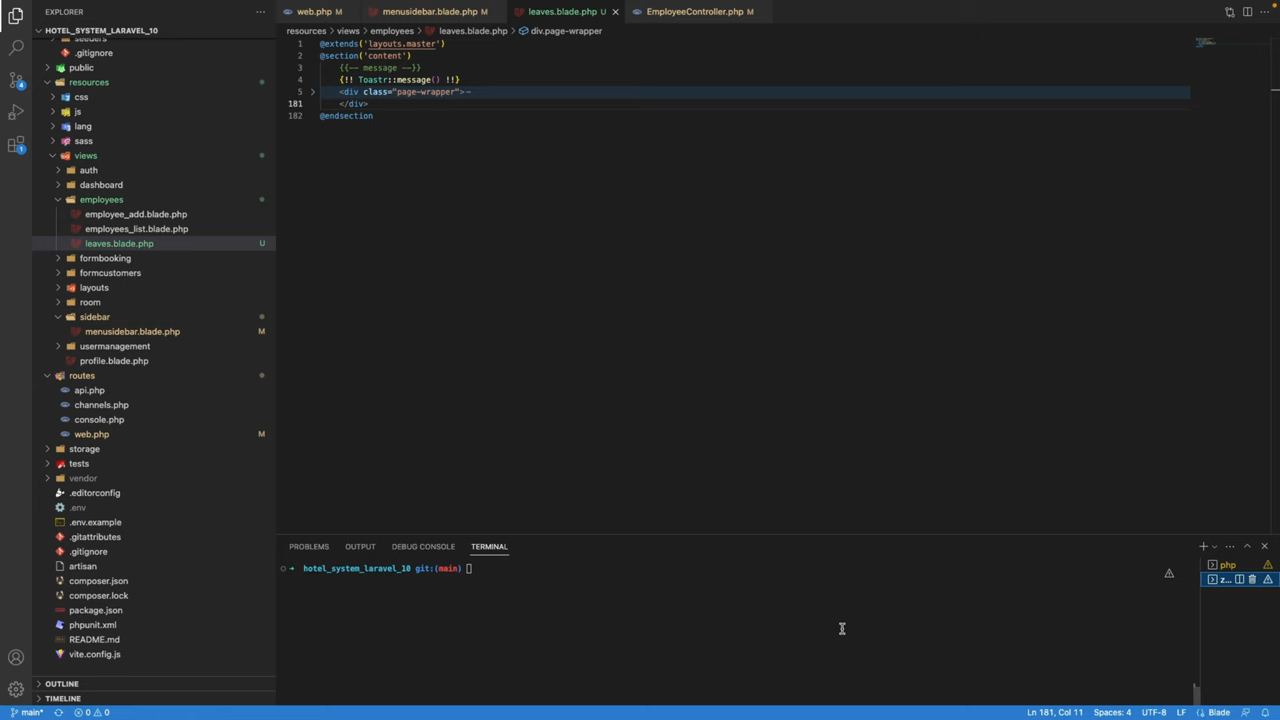 EXPLORER
HOTEL_SYSTEM_LARAVEL_10
seeders
.gitignore
public
resources
css
js
lang
sass
views
auth
dashboard
employees
employee_add.blade.php
employees_list.blade.php
leaves.blade.php U
formbooking
formcustomers
layouts
room
sidebar
menusidebar.blade.php M
usermanagement
profile.blade.php
routes
api.php
channels.php
console.php
web.php M
storage
tests
vendor
.editorconfig
.env
.env.example
.gitattributes
.gitignore
artisan
composer.json
composer.lock
package.json
phpunit.xml
README.md
vite.config.js
OUTLINE
TIMELINE
4
1
web.php M menusidebar.blade.php M leaves.blade.php U EmployeeController.php M
resources > views > employees > leaves.blade.php > div.page-wrapper
1 @extends('layouts.master')
2 @section('content')
3 {{-- message --}}
4 {!! Toastr::message() !!}
5 <div class="page-wrapper">
181 </div>
182 @endsection
PROBLEMS OUTPUT DEBUG CONSOLE TERMINAL
→ hotel_system_laravel_10 git:(main)
php
z...
main* 0 0 Ln 181, Col 11 Spaces: 4 UTF-8 LF Blade